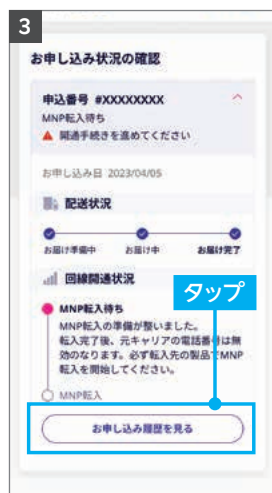 3
お申し込み状況の確認
申込番号 #XXXXXXXX
MNP転入待ち
開通手続きを進めてください
お申し込み日 2023/04/05
配送状況
お届け準備中 お届け中 お届け完了
回線開通状況
タップ
MNP転入待ち
MNP転入の準備が整いました。
転入完了後、元キャリアの電話番号は無
効のなります。必ず転入先の製品でMNP
転入を開始してください。
MNP転入
お申し込み履歴を見る